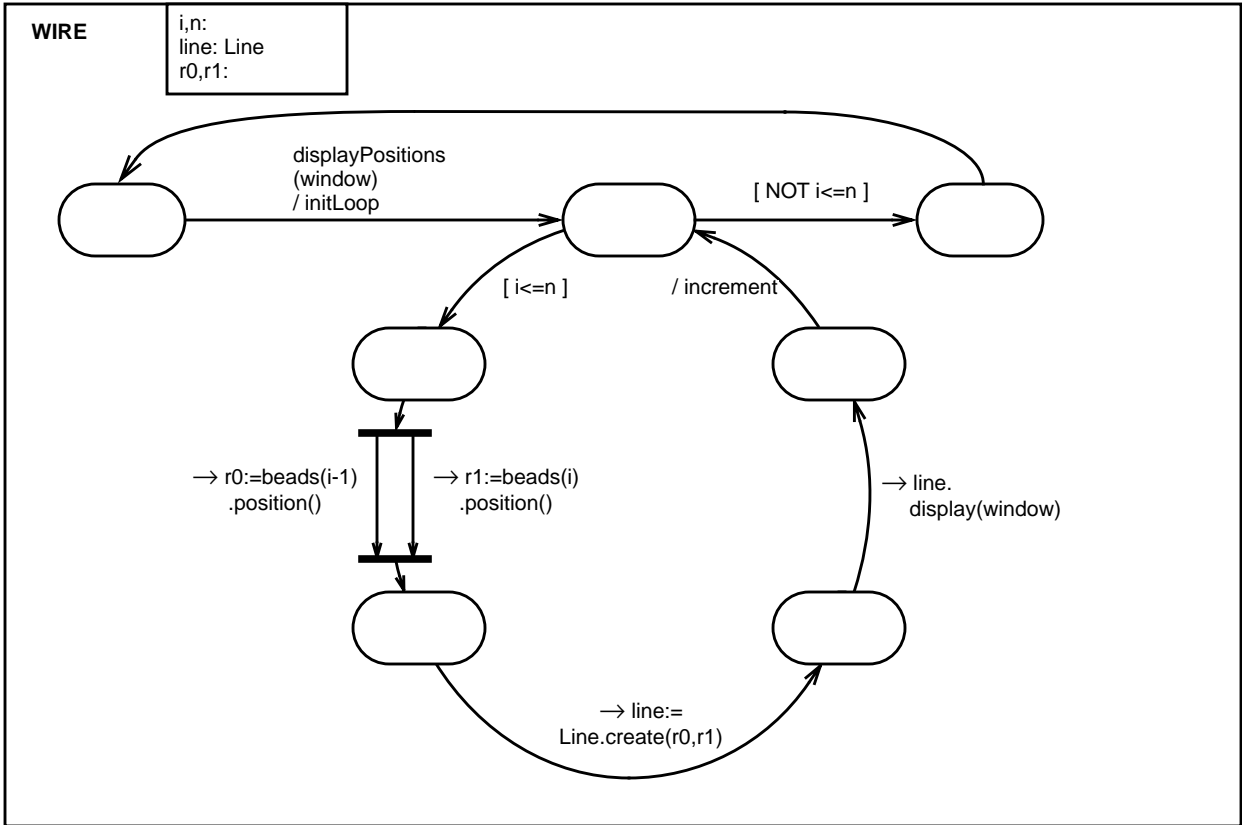 WIRE
i,n:
line: Line
r0,r1:
displayPositions
(window)
/ initLoop
[ NOT i<=n ]
[ i<=n ]
/ increment
→ r0:=beads(i-1)
.position()
→ r1:=beads(i)
.position()
→ line.
display(window)
→ line:=
Line.create(r0,r1)